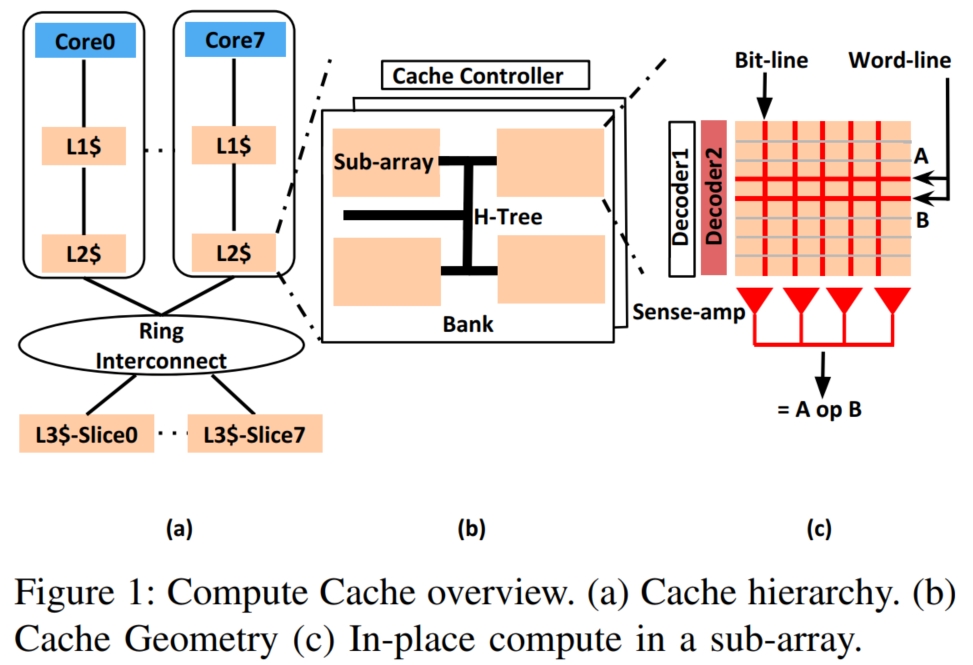 Core0
Core7
L1$
L1$
L2$
L2$
Ring
Interconnect
L3$-Slice0
L3$-Slice7
(a)
Cache Controller
Sub-array
H-Tree
Bank
(b)
Bit-line
Word-line
Decoder1
Decoder2
A
B
Sense-amp
= A op B
(c)
Figure 1: Compute Cache overview. (a) Cache hierarchy. (b)
Cache Geometry (c) In-place compute in a sub-array.